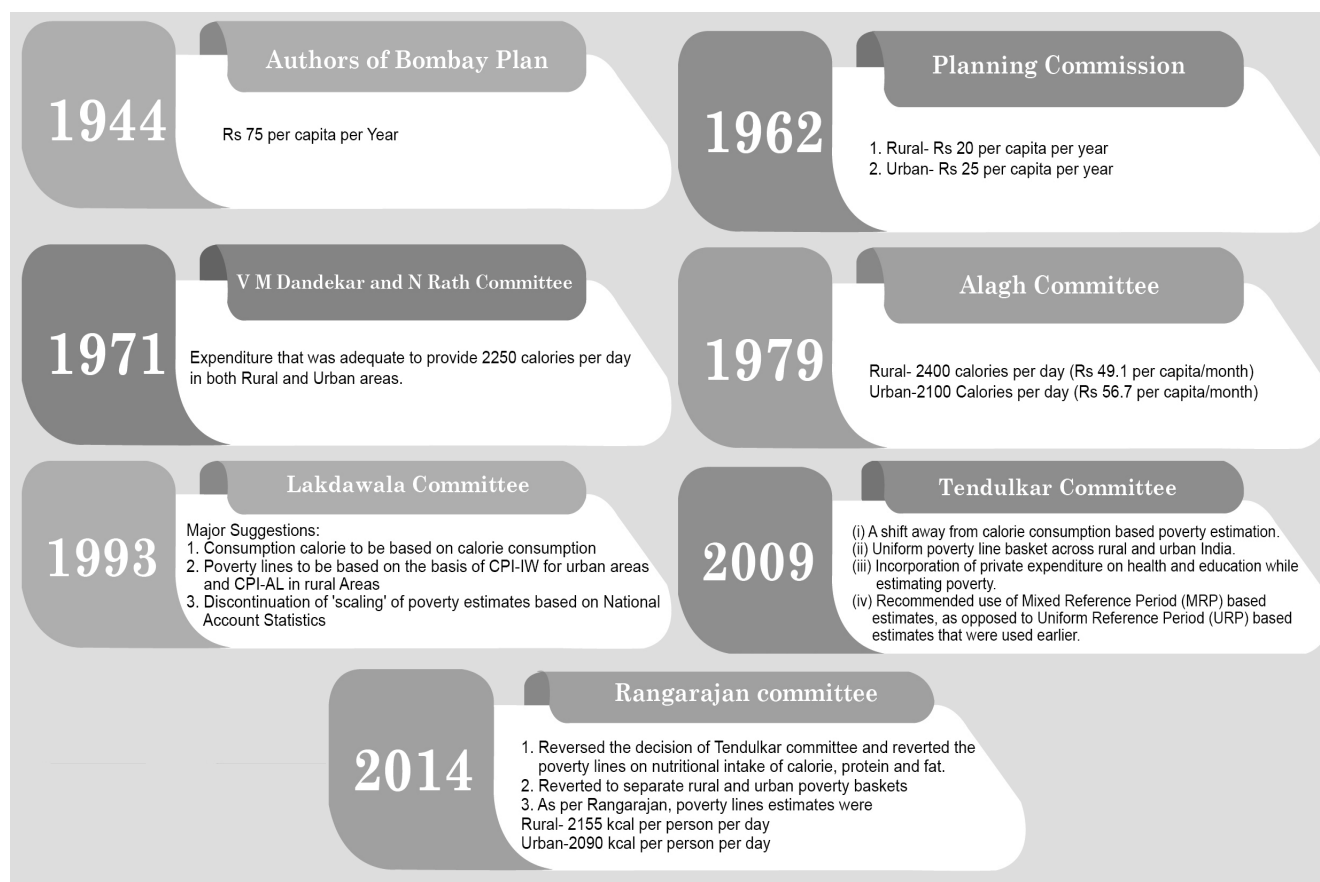 1944
Authors of Bombay Plan
Rs 75 per capita per Year
1962
Planning Commission
1. Rural- Rs 20 per capita per year
2. Urban- Rs 25 per capita per year
1971
V M Dandekar and N Rath Committee
Expenditure that was adequate to provide 2250 calories per day
in both Rural and Urban areas.
1979
Alagh Committee
Rural- 2400 calories per day (Rs 49.1 per capita/month)
Urban-2100 Calories per day (Rs 56.7 per capita/month)
1993
Lakdawala Committee
Major Suggestions:
1. Consumption calorie to be based on calorie consumption
2. Poverty lines to be based on the basis of CPI-IW for urban areas
and CPI-AL in rural Areas
3. Discontinuation of 'scaling' of poverty estimates based on National
Account Statistics
2009
Tendulkar Committee
(i) A shift away from calorie consumption based poverty estimation.
(ii) Uniform poverty line basket across rural and urban India.
(iii) Incorporation of private expenditure on health and education while
estimating poverty.
(iv) Recommended use of Mixed Reference Period (MRP) based
estimates, as opposed to Uniform Reference Period (URP) based
estimates that were used earlier.
2014
Rangarajan committee
1. Reversed the decision of Tendulkar committee and reverted the
poverty lines on nutritional intake of calorie, protein and fat.
2. Reverted to separate rural and urban poverty baskets
3. As per Rangarajan, poverty lines estimates were
Rural- 2155 kcal per person per day
Urban-2090 kcal per person per day